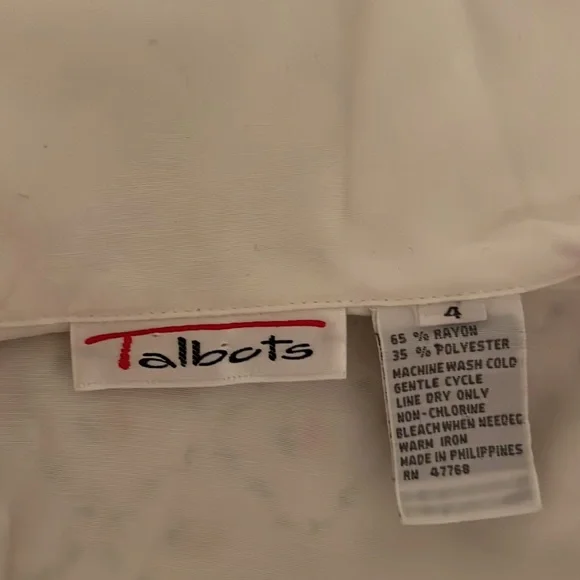 Talbots
4
65 % RAYON
35 % POLYESTER
MACHINE WASH COLD
GENTLE CYCLE
LINE DRY ONLY
NON-CHLORINE
BLEACH WHEN NEEDED
WARM IRON
MADE IN PHILIPPINES
RN 47768